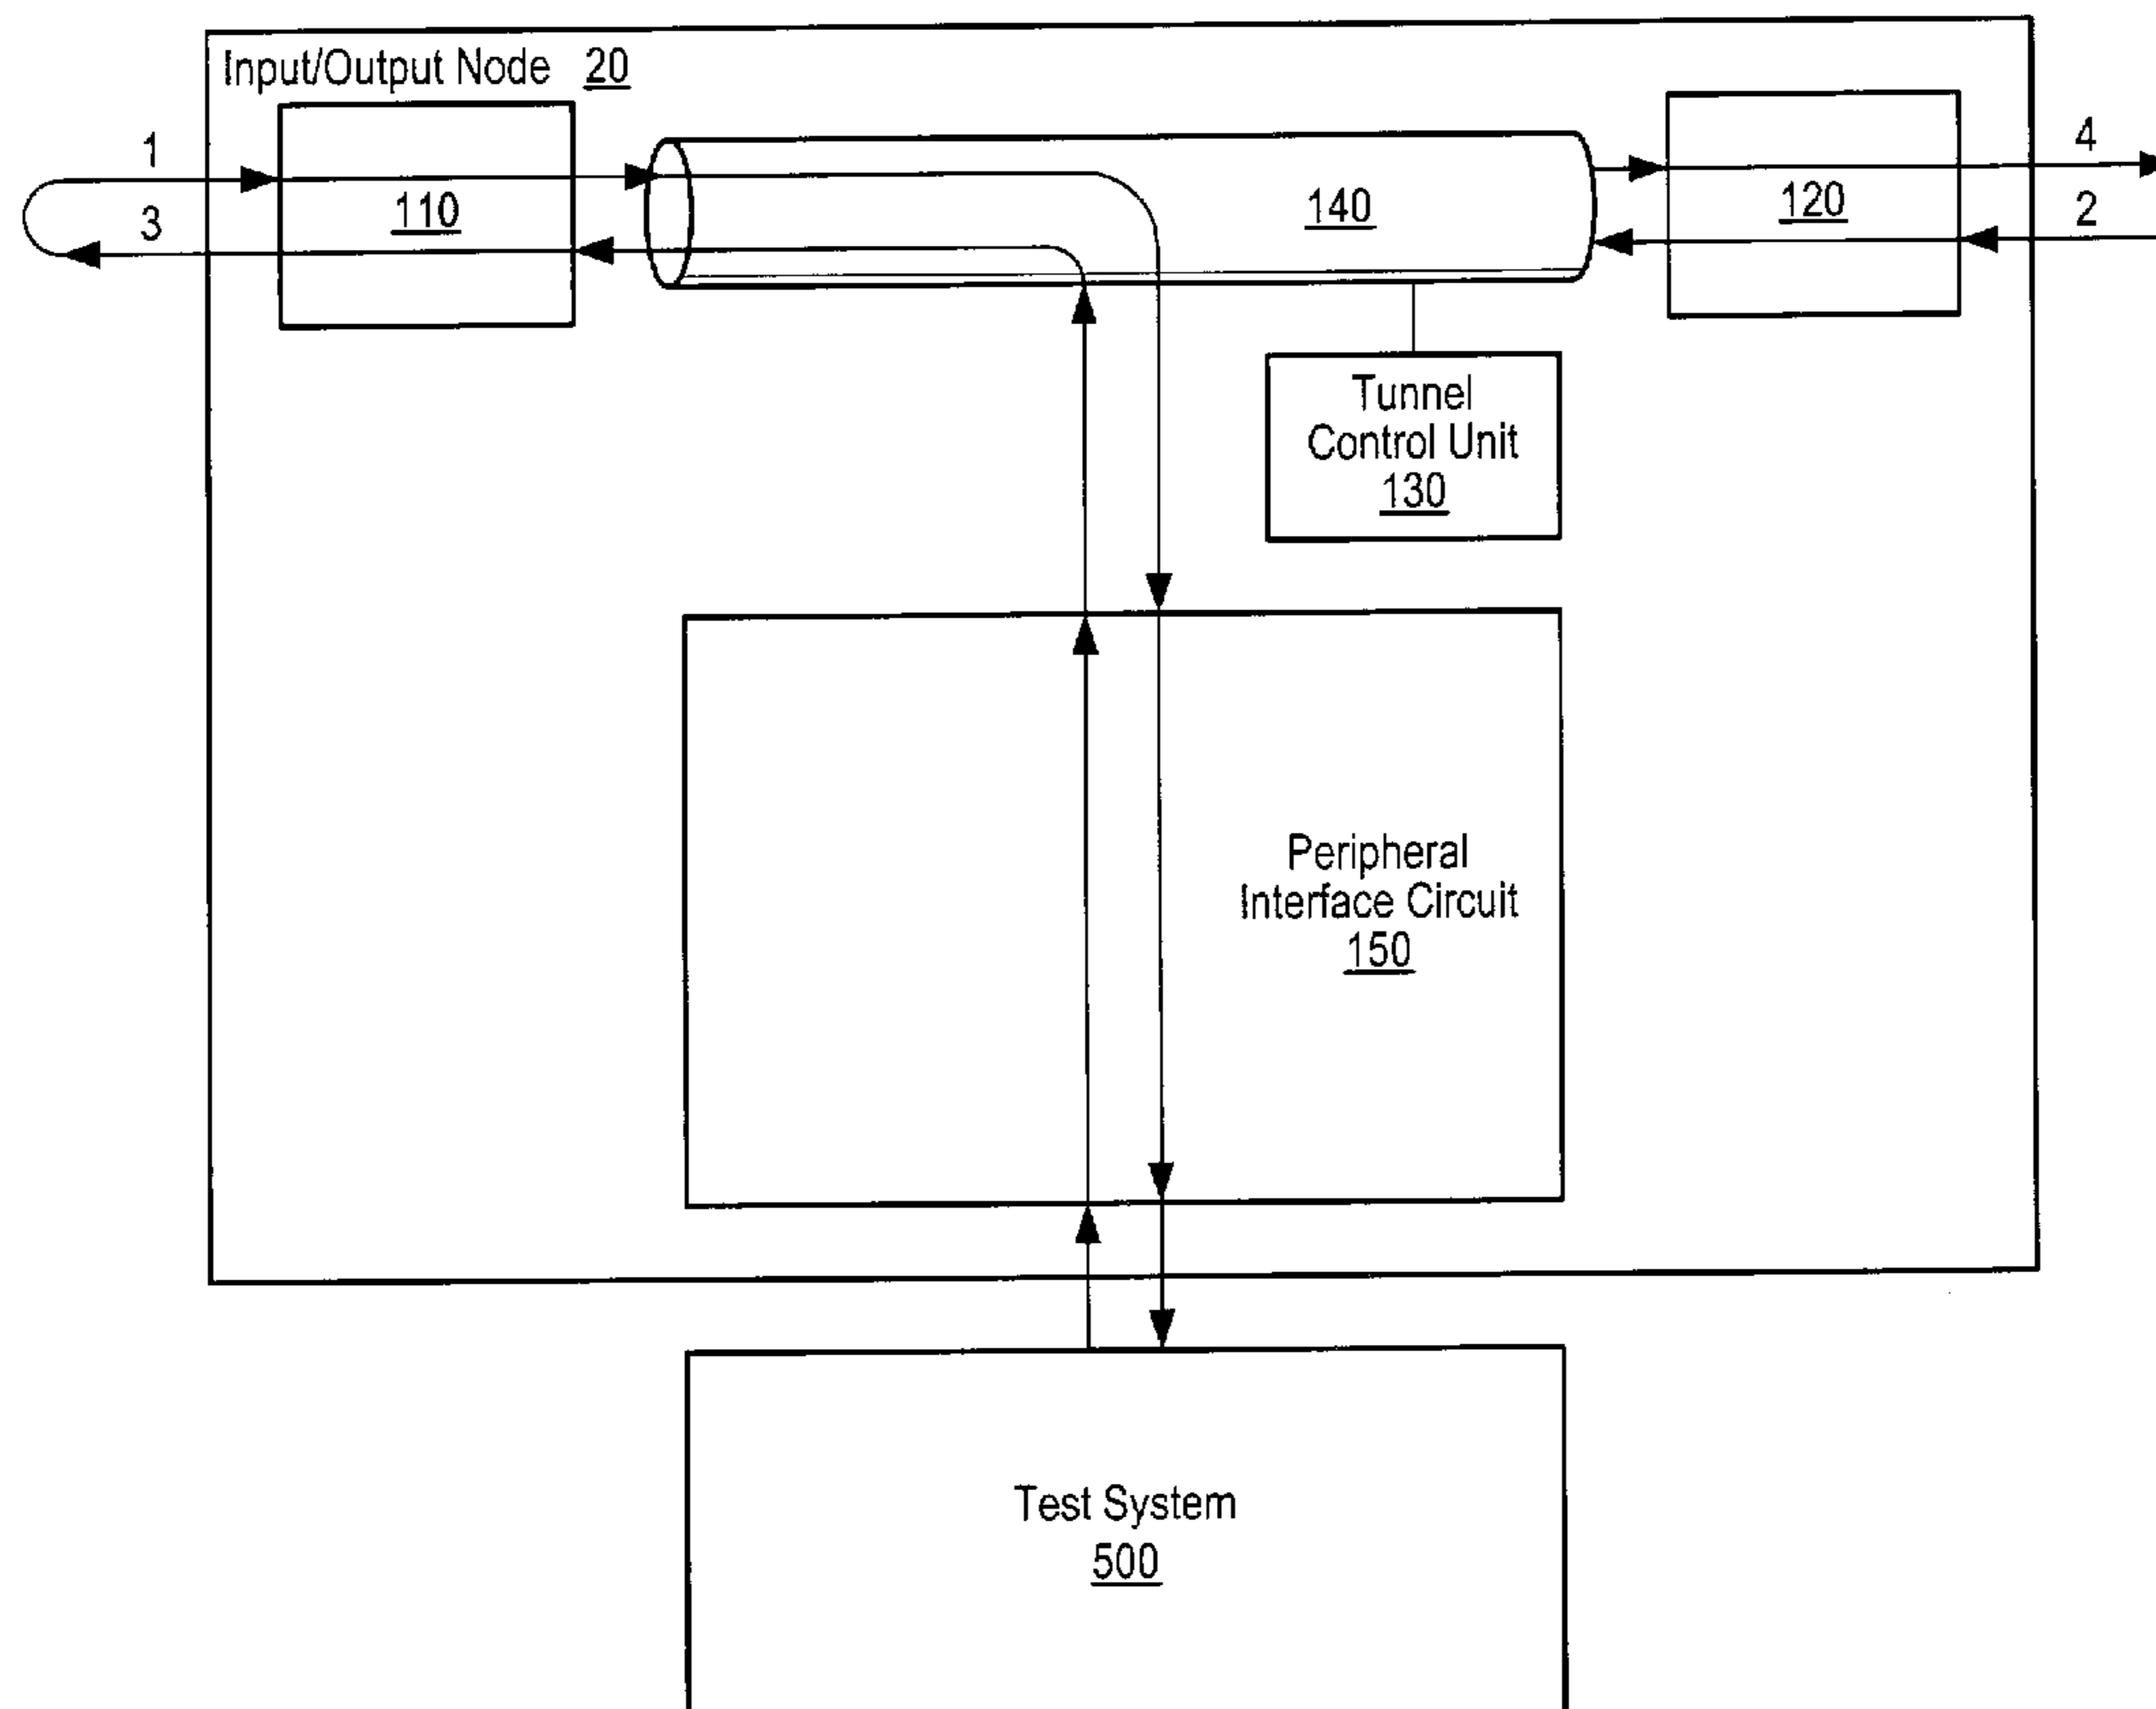 Input/Output Node 20
1
3
110
140
120
4
2
Tunnel
Control Unit
130
Peripheral
Interface Circuit
150
Test System
500